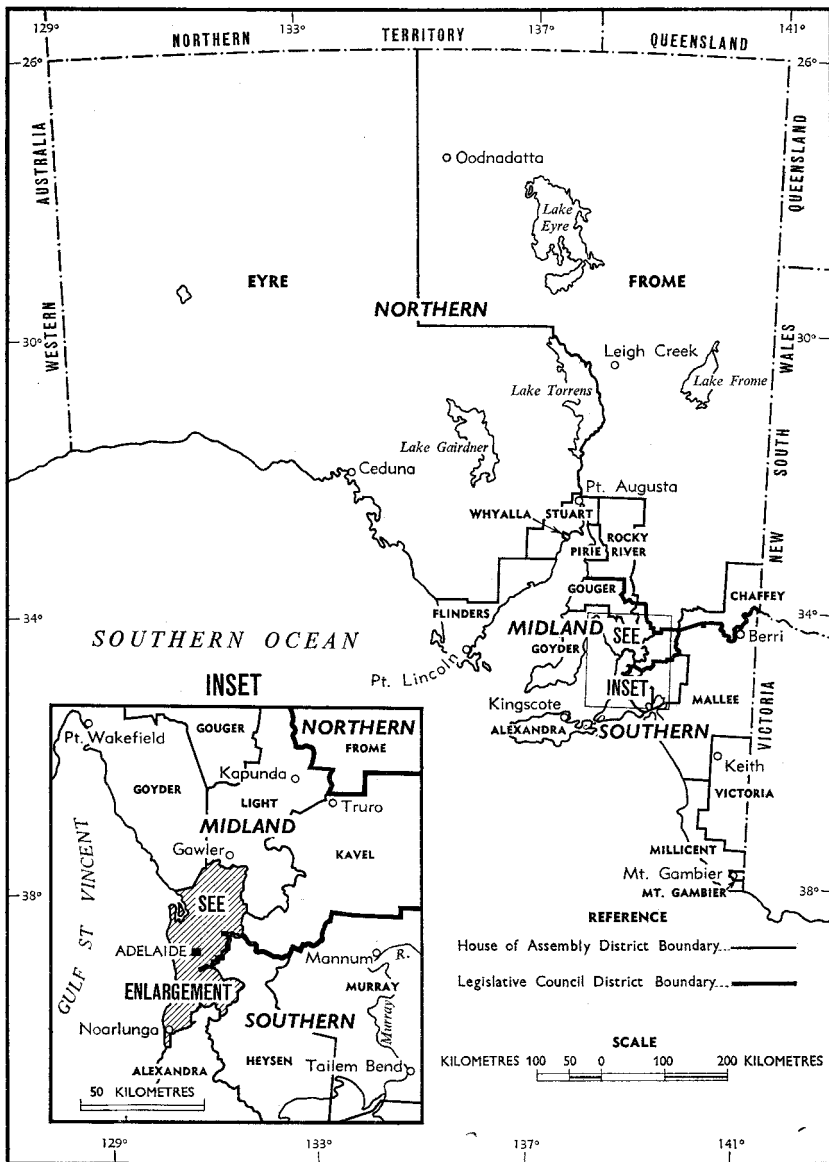 129° 133° 137° 141°
NORTHERN TERRITORY QUEENSLAND
26° 26°
WESTERN AUSTRALIA
QUEENSLAND
Oodnadatta
Lake
Eyre
EYRE
FROME
NORTHERN
30° 30°
NEW SOUTH WALES
Leigh Creek
Lake Torrens
Lake Frome
Lake Gairdner
Ceduna
Pt. Augusta
WHYALLA
STUART
PIRIE
ROCKY
RIVER
GOUGER
CHAFFEY
FLINDERS
34° 34°
MIDLAND
SEE
Berri
SOUTHERN OCEAN
GOYDER
Pt. Lincoln
INSET
MALLEE
VICTORIA
Kingscote
ALEXANDRA
SOUTHERN
Keith
VICTORIA
MILLICENT
Mt. Gambier
MT. GAMBIER
38° 38°
INSET
Pt. Wakefield
GOUGER
NORTHERN
FROME
Kapunda
GOYDER
LIGHT
Truro
MIDLAND
Gawler
KAVEL
GULF ST VINCENT
SEE
ADELAIDE
Mannum
R.
Murray
ENLARGEMENT
MURRAY
SOUTHERN
Noarlunga
HEYSEN
Tailem Bend
ALEXANDRA
50 KILOMETRES
REFERENCE
House of Assembly District Boundary...
Legislative Council District Boundary...
SCALE
KILOMETRES 100 50 0 100 200 KILOMETRES
129° 133° 137° 141°